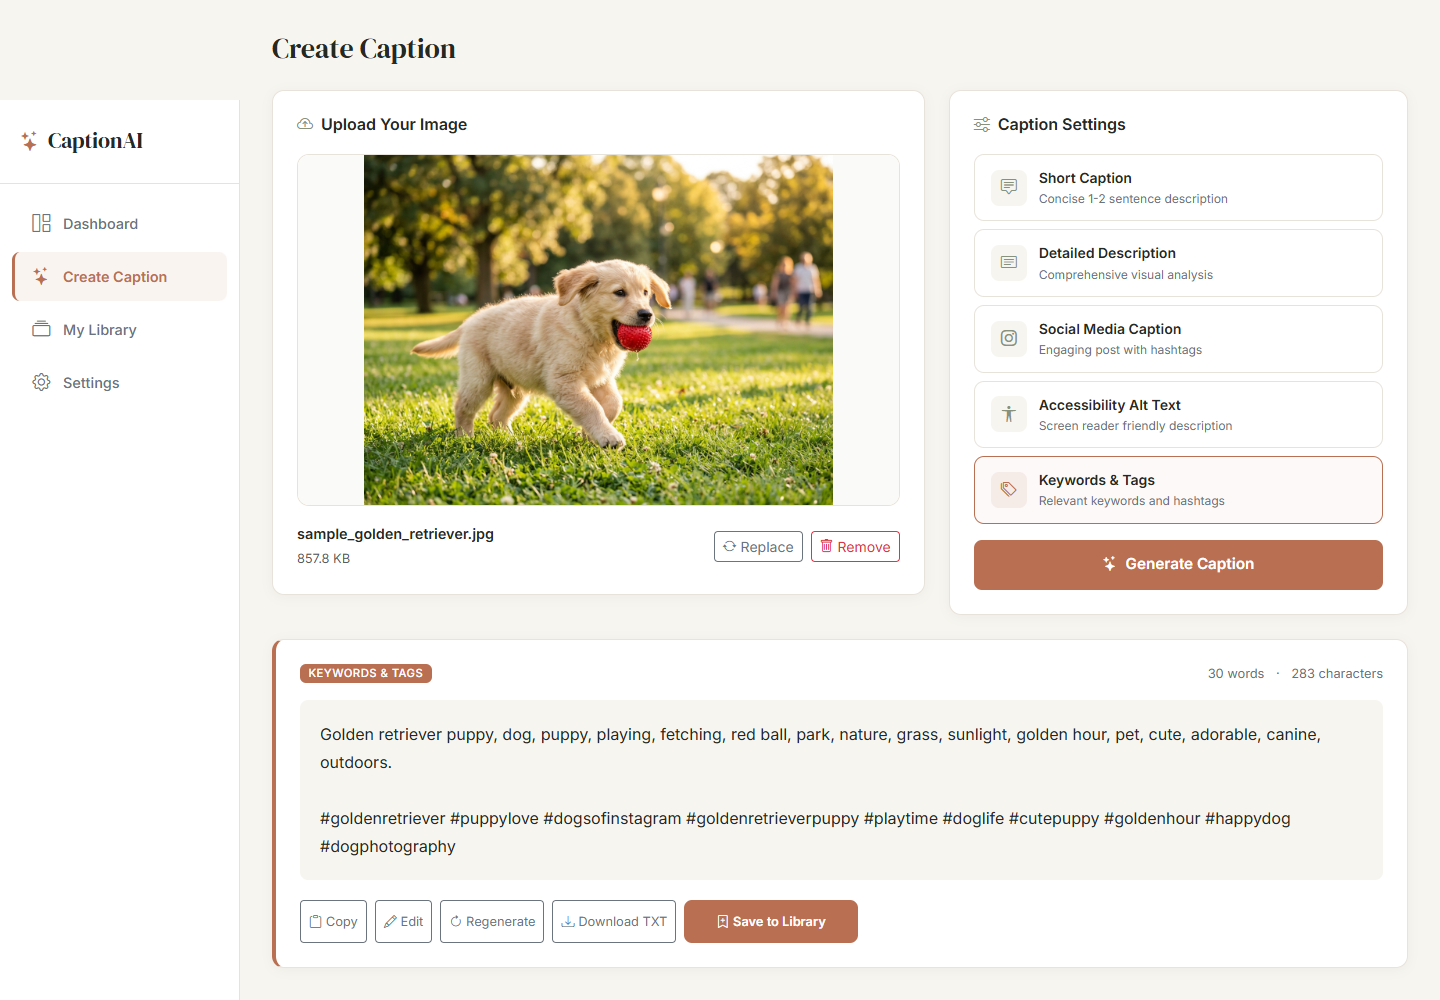 Create Caption
CaptionAI
Dashboard
Create Caption
My Library
Settings
Upload Your Image
sample_golden_retriever.jpg
857.8 KB
Replace
Remove
Caption Settings
Short Caption
Concise 1-2 sentence description
Detailed Description
Comprehensive visual analysis
Social Media Caption
Engaging post with hashtags
Accessibility Alt Text
Screen reader friendly description
Keywords & Tags
Relevant keywords and hashtags
Generate Caption
KEYWORDS & TAGS
30 words · 283 characters
Golden retriever puppy, dog, puppy, playing, fetching, red ball, park, nature, grass, sunlight, golden hour, pet, cute, adorable, canine,
outdoors.
#goldenretriever #puppylove #dogsofinstagram #goldenretrieverpuppy #playtime #doglife #cutepuppy #goldenhour #happydog
#dogphotography
Copy
Edit
Regenerate
Download TXT
Save to Library